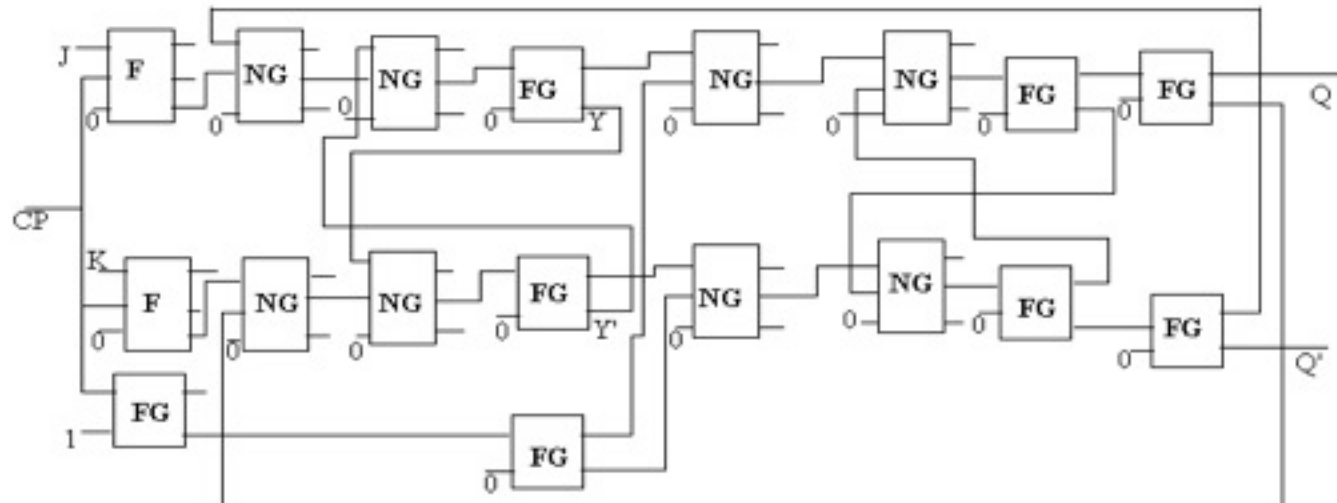 J F NG NG FG NG NG FG FG
0 0 0 0 Y 0 0 0 0 Q
CP
K F NG NG FG NG NG FG FG
0 0 0 0 Y' 0 0 0 0 Q'
FG
1 FG
0